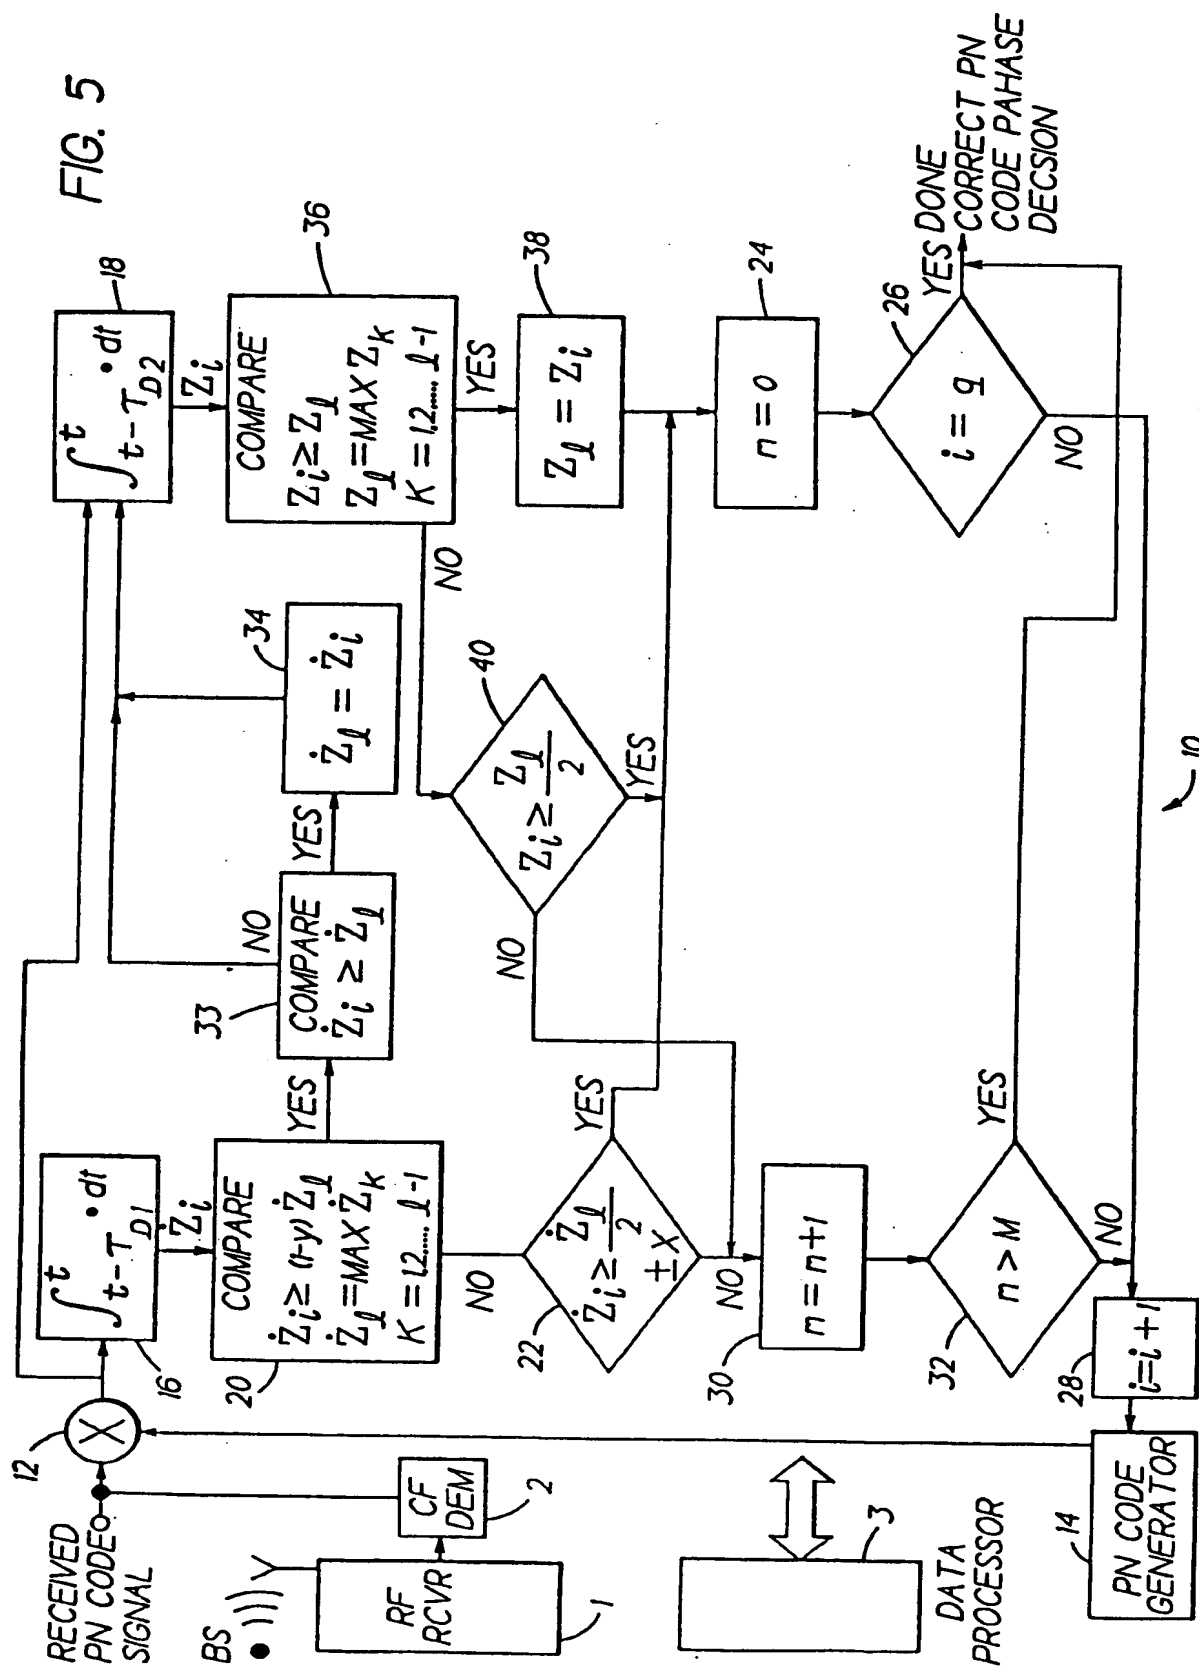 FIG. 5
RECEIVED
PN CODE
SIGNAL
12
X
BS
RF
RCVR
1
CF
DEM
2
3
DATA
PROCESSOR
14
PN CODE
GENERATOR
16
∫ t t-T D1 • dt
Żi
20
COMPARE
Żi ≥ (1-y) Żℓ
Żℓ = MAX Żk
K = 1,2..... ℓ-1
YES
NO
33
COMPARE
Żi ≥ Żℓ
NO
YES
34
Żℓ = Żi
18
∫ t t-T D2 • dt
Zi
36
COMPARE
Zi ≥ Zℓ
Zℓ = MAX Zk
K = 1,2..... ℓ-1
NO
YES
38
Zℓ = Zi
22
Żi ≥ Żℓ/2
± X
YES
NO
40
Zi ≥ Zℓ/2
NO
YES
24
n = 0
26
i = q
YES
NO
DONE
CORRECT PN
CODE PAHASE
DECSION
30
n = n+1
32
n > M
YES
NO
28
i = i + 1
10